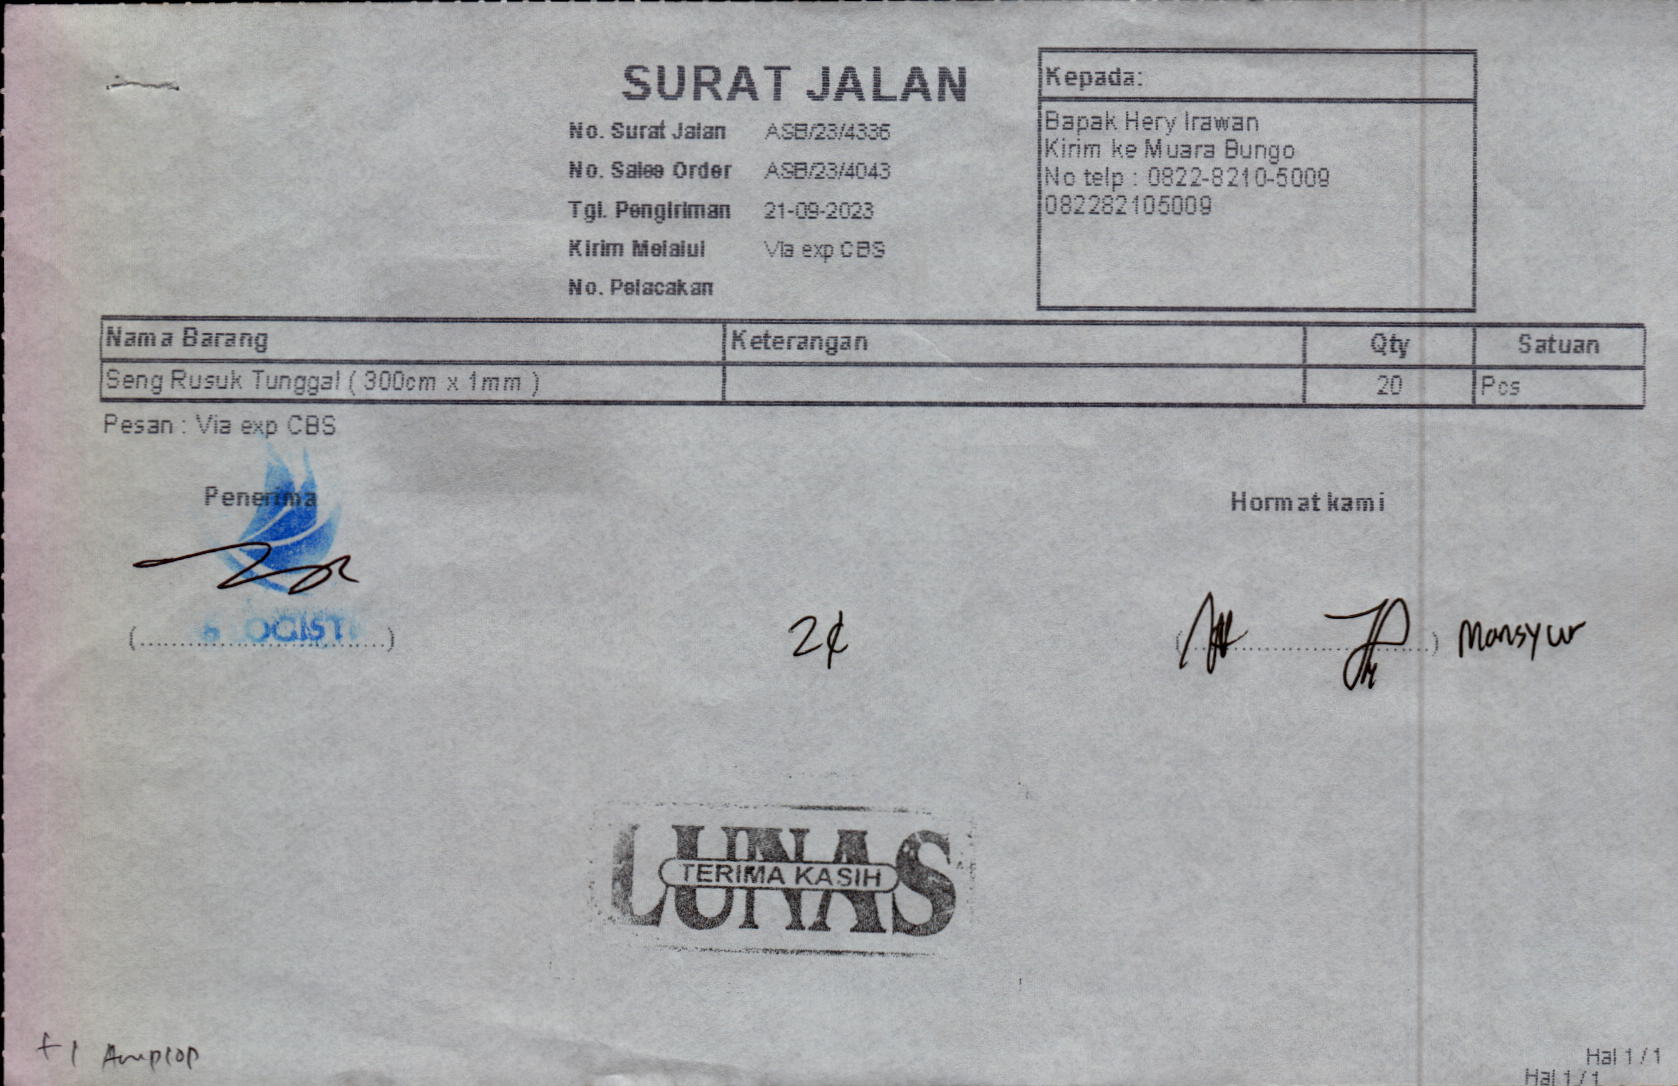 SURAT JALAN
No. Surat Jalan ASB/23/4336
No. Sales Order ASB/23/4043
Tgl. Pengiriman 21-09-2023
Kirim Melalui Via exp CBS
No. Pelacakan
Kepada:
Bapak Hery Irawan
Kirim ke Muara Bungo
No telp : 0822-8210-5009
082282105009
Nama Barang Keterangan Qty Satuan
Seng Rusuk Tunggal ( 300cm x 1mm ) 20 Pcs
Pesan : Via exp CBS
Penerima Hormat kami
(..............................) (..............................) Mansyur
LUNAS
TERIMA KASIH
+ 1 Amplop
Hal 1 / 1
Hal 1 / 1